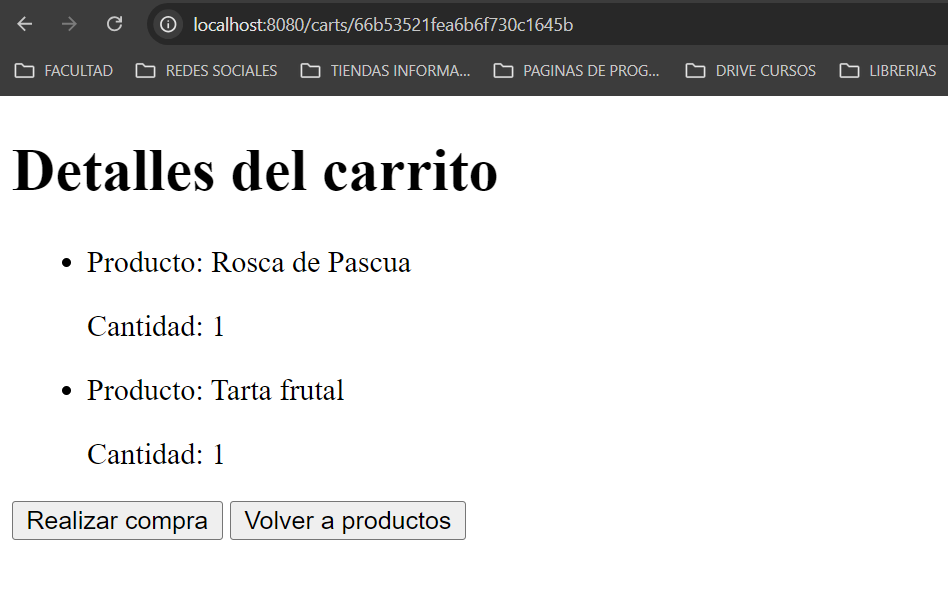 localhost:8080/carts/66b53521fea6b6f730c1645b
FACULTAD REDES SOCIALES TIENDAS INFORMA... PAGINAS DE PROG... DRIVE CURSOS LIBRERIAS
Detalles del carrito
Producto: Rosca de Pascua
Cantidad: 1
Producto: Tarta frutal
Cantidad: 1
Realizar compra Volver a productos